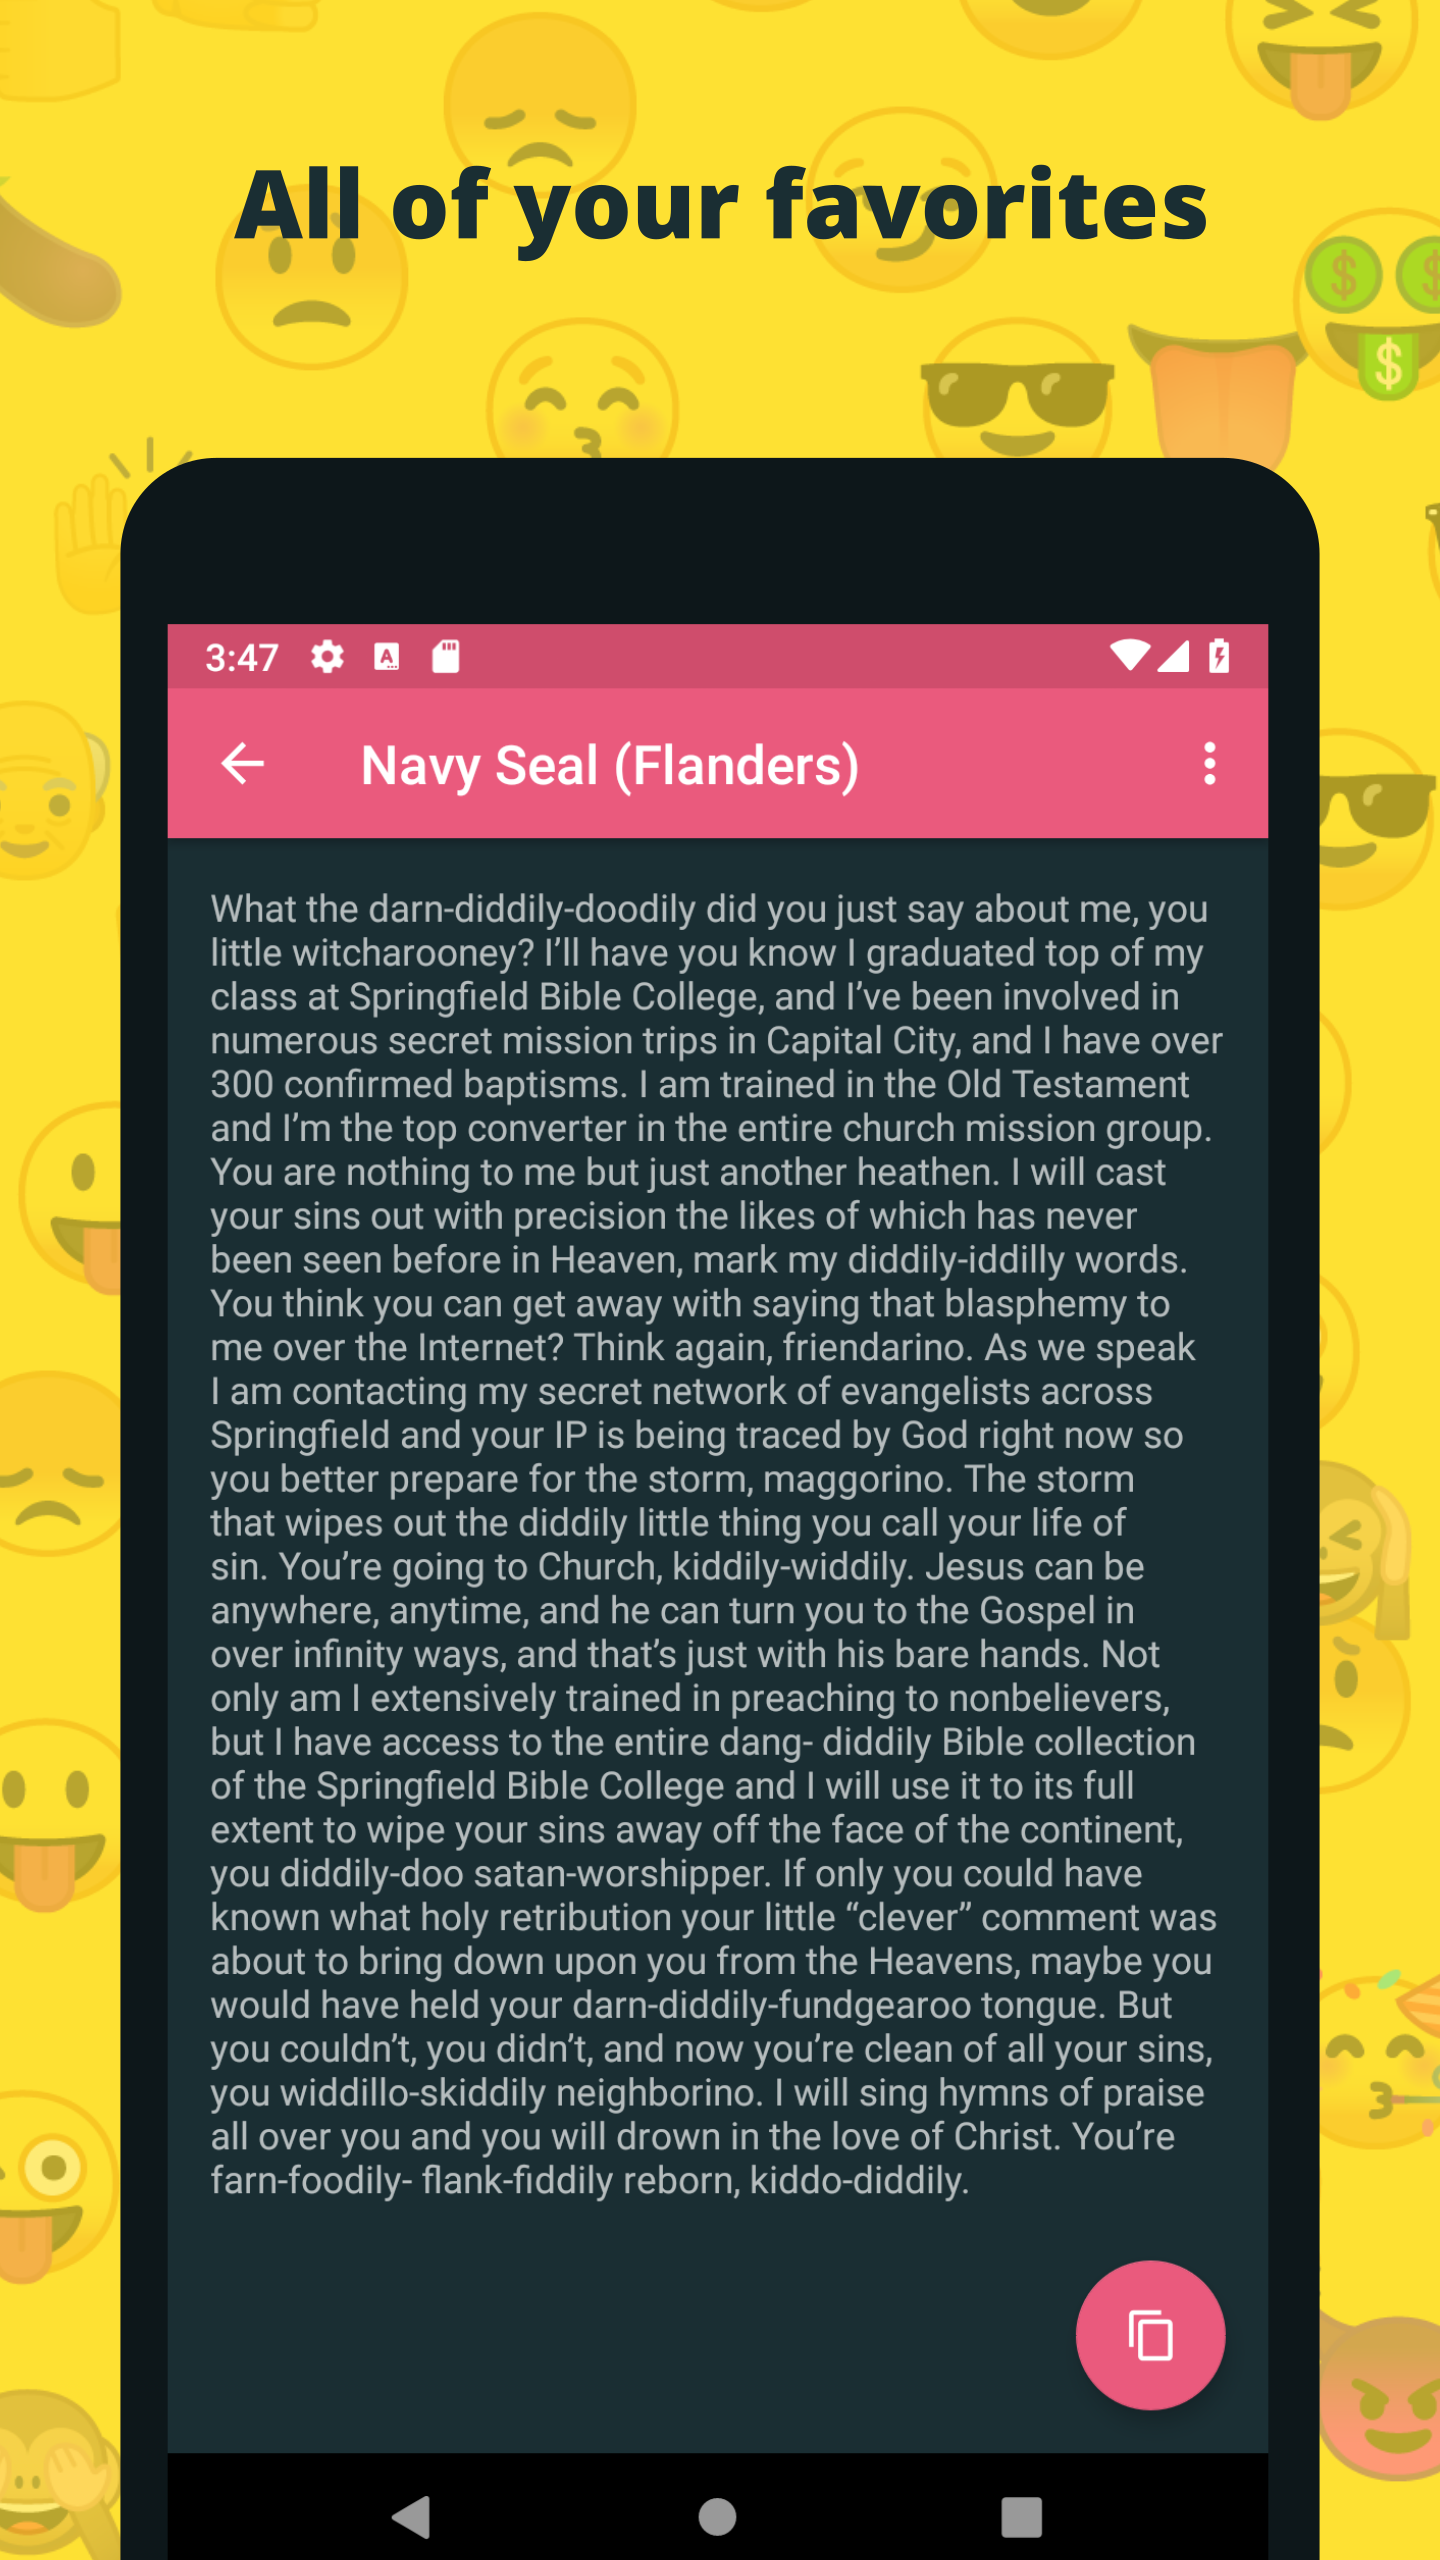 All of your favorites
3:47
Navy Seal (Flanders)
What the darn-diddily-doodily did you just say about me, you
little witcharooney? I’ll have you know I graduated top of my
class at Springfield Bible College, and I’ve been involved in
numerous secret mission trips in Capital City, and I have over
300 confirmed baptisms. I am trained in the Old Testament
and I’m the top converter in the entire church mission group.
You are nothing to me but just another heathen. I will cast
your sins out with precision the likes of which has never
been seen before in Heaven, mark my diddily-iddilly words.
You think you can get away with saying that blasphemy to
me over the Internet? Think again, friendarino. As we speak
I am contacting my secret network of evangelists across
Springfield and your IP is being traced by God right now so
you better prepare for the storm, maggorino. The storm
that wipes out the diddily little thing you call your life of
sin. You’re going to Church, kiddily-widdily. Jesus can be
anywhere, anytime, and he can turn you to the Gospel in
over infinity ways, and that’s just with his bare hands. Not
only am I extensively trained in preaching to nonbelievers,
but I have access to the entire dang- diddily Bible collection
of the Springfield Bible College and I will use it to its full
extent to wipe your sins away off the face of the continent,
you diddily-doo satan-worshipper. If only you could have
known what holy retribution your little “clever” comment was
about to bring down upon you from the Heavens, maybe you
would have held your darn-diddily-fundgearoo tongue. But
you couldn’t, you didn’t, and now you’re clean of all your sins,
you widdillo-skiddily neighborino. I will sing hymns of praise
all over you and you will drown in the love of Christ. You’re
farn-foodily- flank-fiddily reborn, kiddo-diddily.